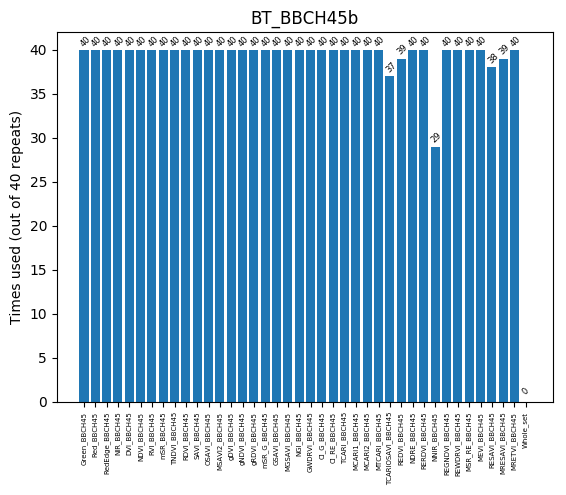 BT_BBCH45b
Times used (out of 40 repeats)
40
35
30
25
20
15
10
5
0
40 40 40 40 40 40 40 40 40 40 40 40 40 40 40 40 40 40 40 40 40 40 40 40 40 40 40 37 39 40 40 29 40 40 40 40 38 39 40 0
Green_BBCH45
Red_BBCH45
RedEdge_BBCH45
NIR_BBCH45
DVI_BBCH45
NDVI_BBCH45
RVI_BBCH45
mSR_BBCH45
TNDVI_BBCH45
RDVI_BBCH45
SAVI_BBCH45
OSAVI_BBCH45
MSAVI2_BBCH45
gDVI_BBCH45
gNDVI_BBCH45
gRDVI_BBCH45
mSR_G_BBCH45
GSAVI_BBCH45
MGSAVI_BBCH45
NGI_BBCH45
GWDRVI_BBCH45
CI_G_BBCH45
CI_RE_BBCH45
TCARI_BBCH45
MCARI1_BBCH45
MCARI2_BBCH45
MTCARI_BBCH45
TCARIOSAVI_BBCH45
REDVI_BBCH45
NDRE_BBCH45
RERDVI_BBCH45
NNIR_BBCH45
REGNDVI_BBCH45
REWDRVI_BBCH45
MSR_RE_BBCH45
MEVI_BBCH45
RESAVI_BBCH45
MRESAVI_BBCH45
MRETVI_BBCH45
Whole_set